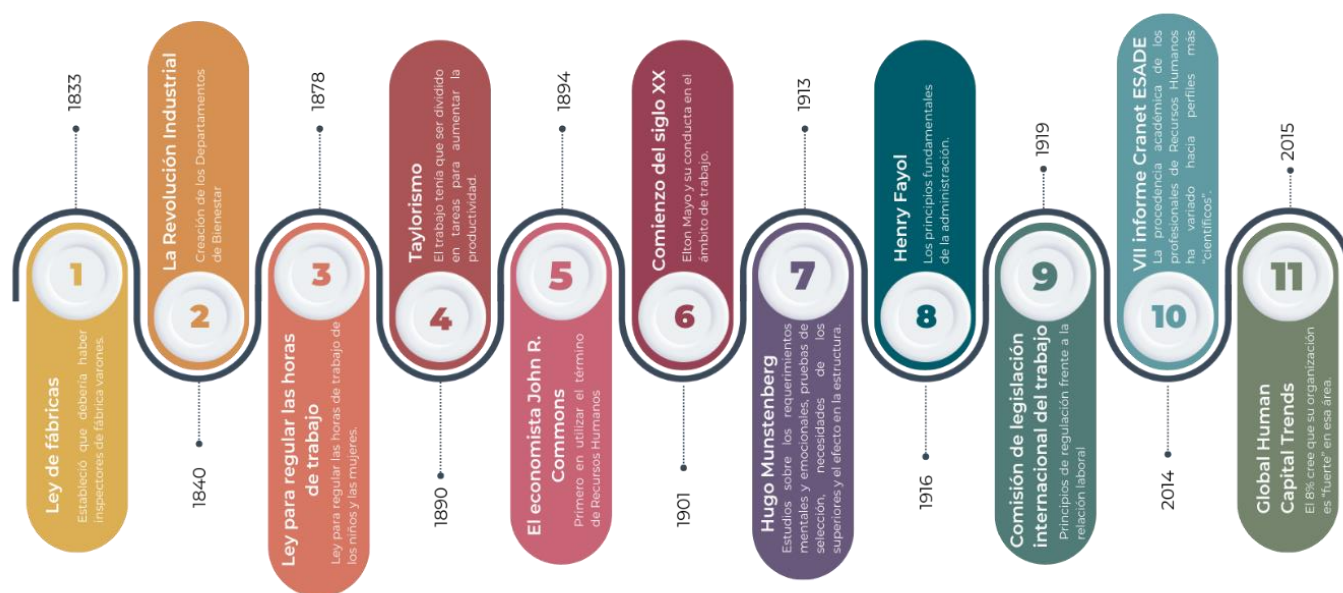 1833
1
Ley de fábricas
Estableció que debería haber
inspectores de fábrica varones.
La Revolución Industrial
Creación de los Departamentos
de Bienestar
2
1840
1878
3
Ley para regular las horas
de trabajo
Ley para regular las horas de trabajo de
los niños y las mujeres.
Taylorismo
El trabajo tenía que ser dividido
en tareas para aumentar la
productividad.
4
1890
1894
5
El economista John R.
Commons
Primero en utilizar el término
de Recursos Humanos
Comienzo del siglo XX
Elton Mayo y su conducta en el
ámbito de trabajo.
6
1901
1913
7
Hugo Munstenberg
Estudios sobre los requerimientos
mentales y emocionales, pruebas de
selección, necesidades de los
superiores y el efecto en la estructura.
Henry Fayol
Los principios fundamentales
de la administración.
8
1916
1919
9
Comisión de legislación
internacional del trabajo
Principios de regulación frente a la
relación laboral
VII informe Cranet ESADE
La procedencia académica de los
profesionales de Recursos Humanos
ha variado hacia perfiles más
"científicos".
10
2014
2015
11
Global Human
Capital Trends
El 8% cree que su organización
es "fuerte" en esa área.